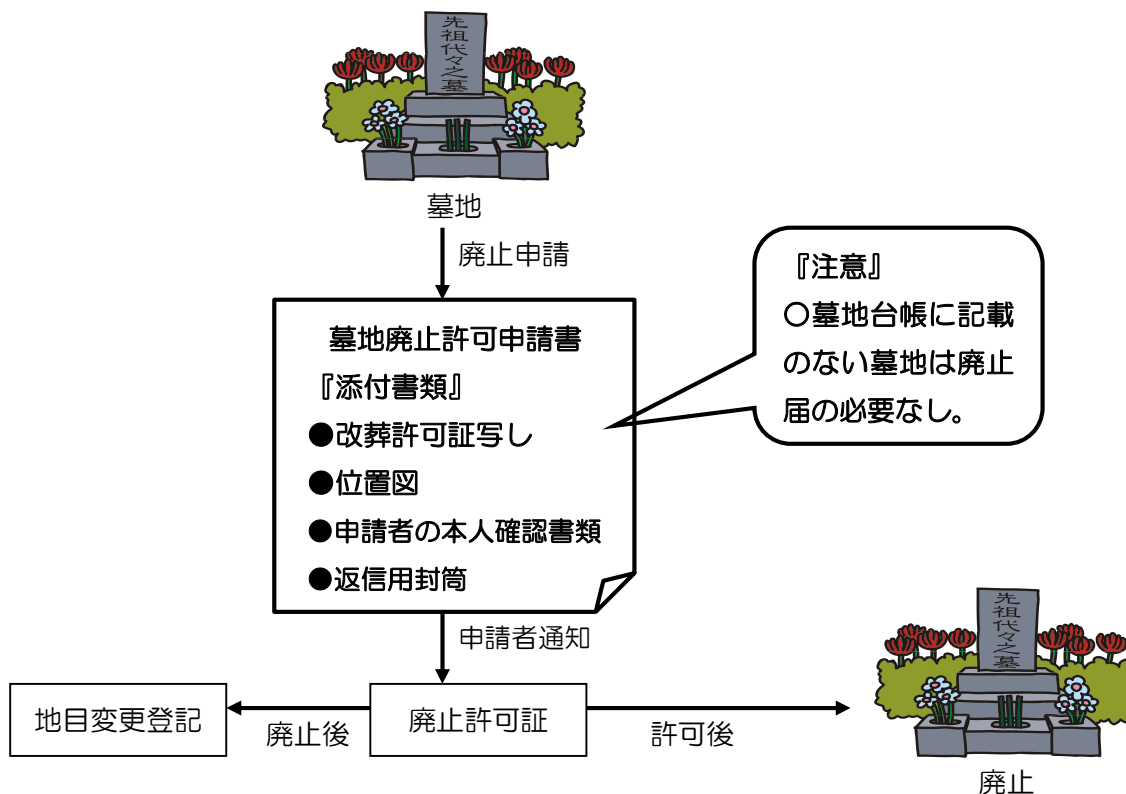 先祖代々之墓
墓地
廃止申請
墓地廃止許可申請書
『添付書類』
●改葬許可証写し
●位置図
●申請者の本人確認書類
●返信用封筒
『注意』
〇墓地台帳に記載
のない墓地は廃止
届の必要なし。
申請者通知
地目変更登記
廃止後
廃止許可証
許可後
先祖代々之墓
廃止